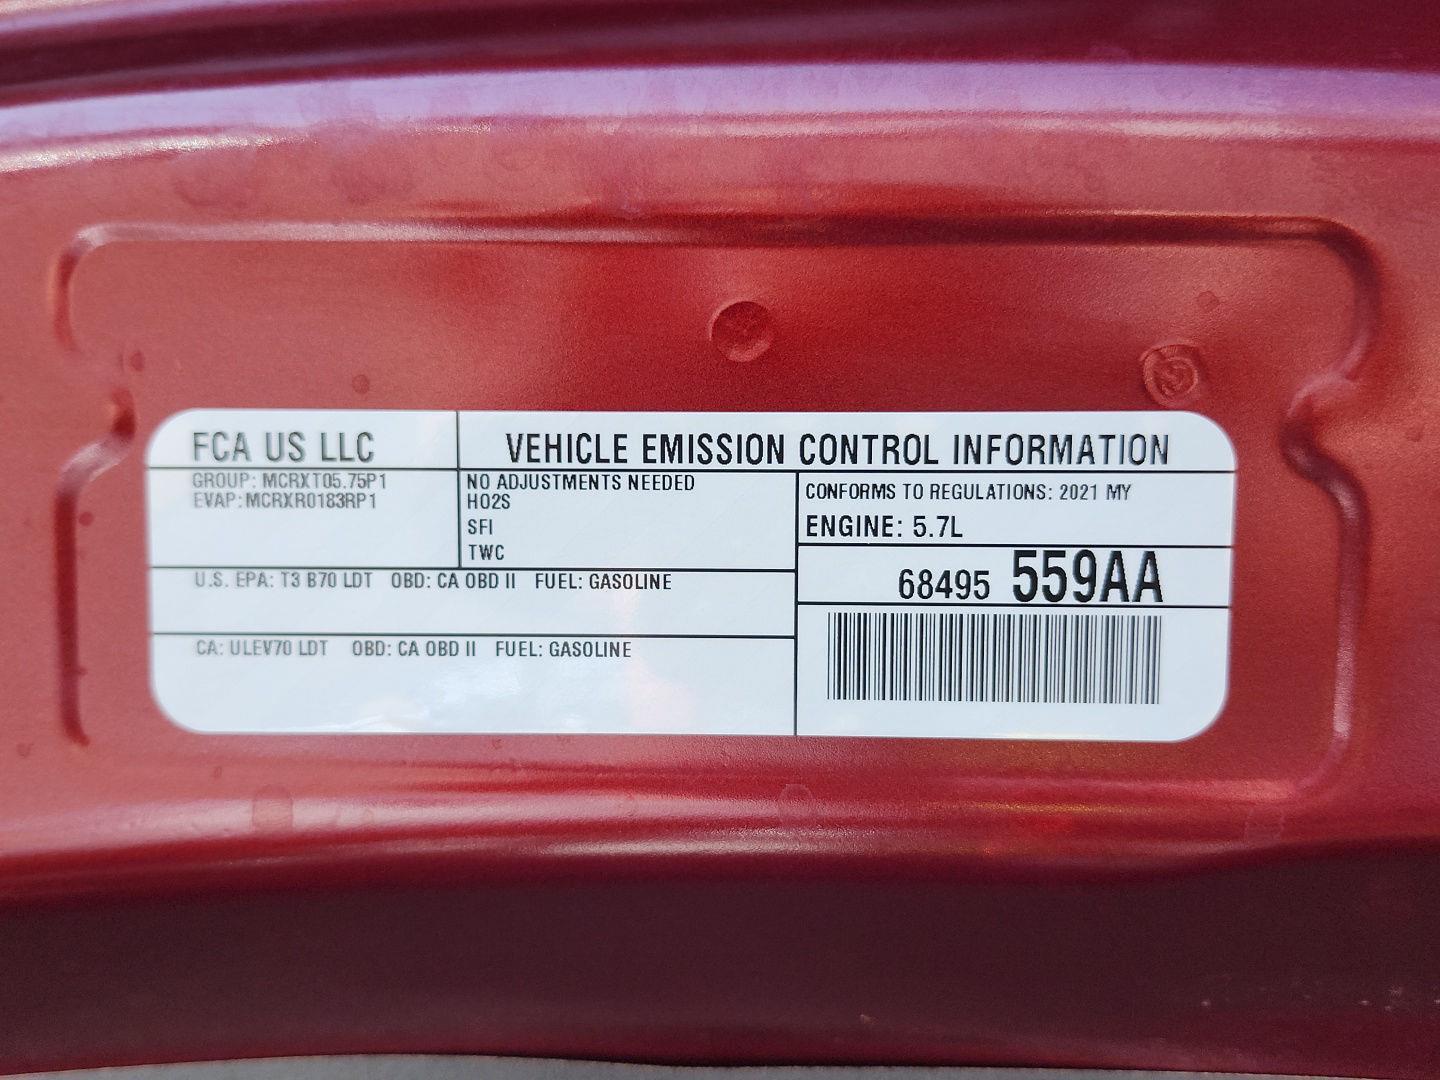 FCA US LLC
VEHICLE EMISSION CONTROL INFORMATION
GROUP: MCRXT05.75P1
EVAP: MCRXR0183RP1
NO ADJUSTMENTS NEEDED
HO2S
SFI
TWC
CONFORMS TO REGULATIONS: 2021 MY
ENGINE: 5.7L
68495 559AA
U.S. EPA: T3 B70 LDT OBD: CA OBD II FUEL: GASOLINE
CA: ULEV70 LDT OBD: CA OBD II FUEL: GASOLINE